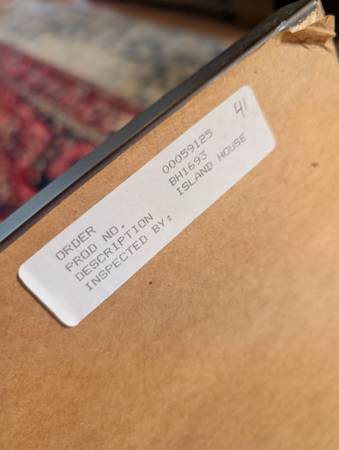 ORDER 00059125
PROD NO. BH1693
DESCRIPTION ISLAND HOUSE
INSPECTED BY:
41